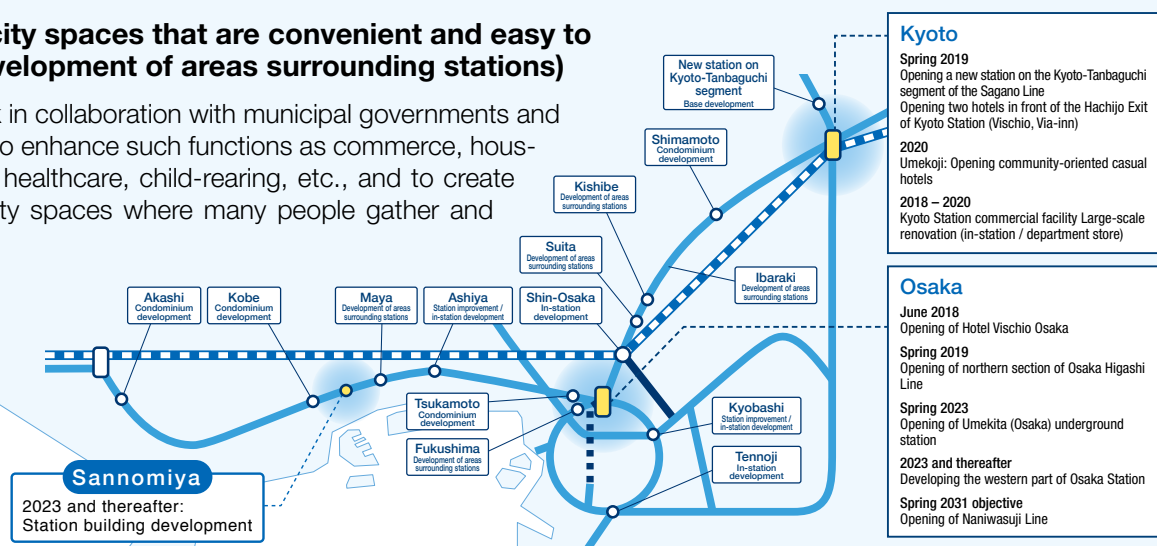 city spaces that are convenient and easy to
velopment of areas surrounding stations)
in collaboration with municipal governments and
o enhance such functions as commerce, hous-
healthcare, child-rearing, etc., and to create
ty spaces where many people gather and
New station on
Kyoto-Tanbaguchi
segment
Base development
Shimamoto
Condominium
development
Kishibe
Development of areas
surrounding stations
Suita
Development of areas
surrounding stations
Ibaraki
Development of areas
surrounding stations
Akashi
Condominium
development
Kobe
Condominium
development
Maya
Development of areas
surrounding stations
Ashiya
Station improvement /
in-station development
Shin-Osaka
In-station
development
Tsukamoto
Condominium
development
Fukushima
Development of areas
surrounding stations
Kyobashi
Station improvement /
in-station development
Tennoji
In-station
development
Sannomiya
2023 and thereafter:
Station building development
Kyoto
Spring 2019
Opening a new station on the Kyoto-Tanbaguchi
segment of the Sagano Line
Opening two hotels in front of the Hachijo Exit
of Kyoto Station (Vischio, Via-inn)
2020
Umekoji: Opening community-oriented casual
hotels
2018 – 2020
Kyoto Station commercial facility Large-scale
renovation (in-station / department store)
Osaka
June 2018
Opening of Hotel Vischio Osaka
Spring 2019
Opening of northern section of Osaka Higashi
Line
Spring 2023
Opening of Umekita (Osaka) underground
station
2023 and thereafter
Developing the western part of Osaka Station
Spring 2031 objective
Opening of Naniwasuji Line